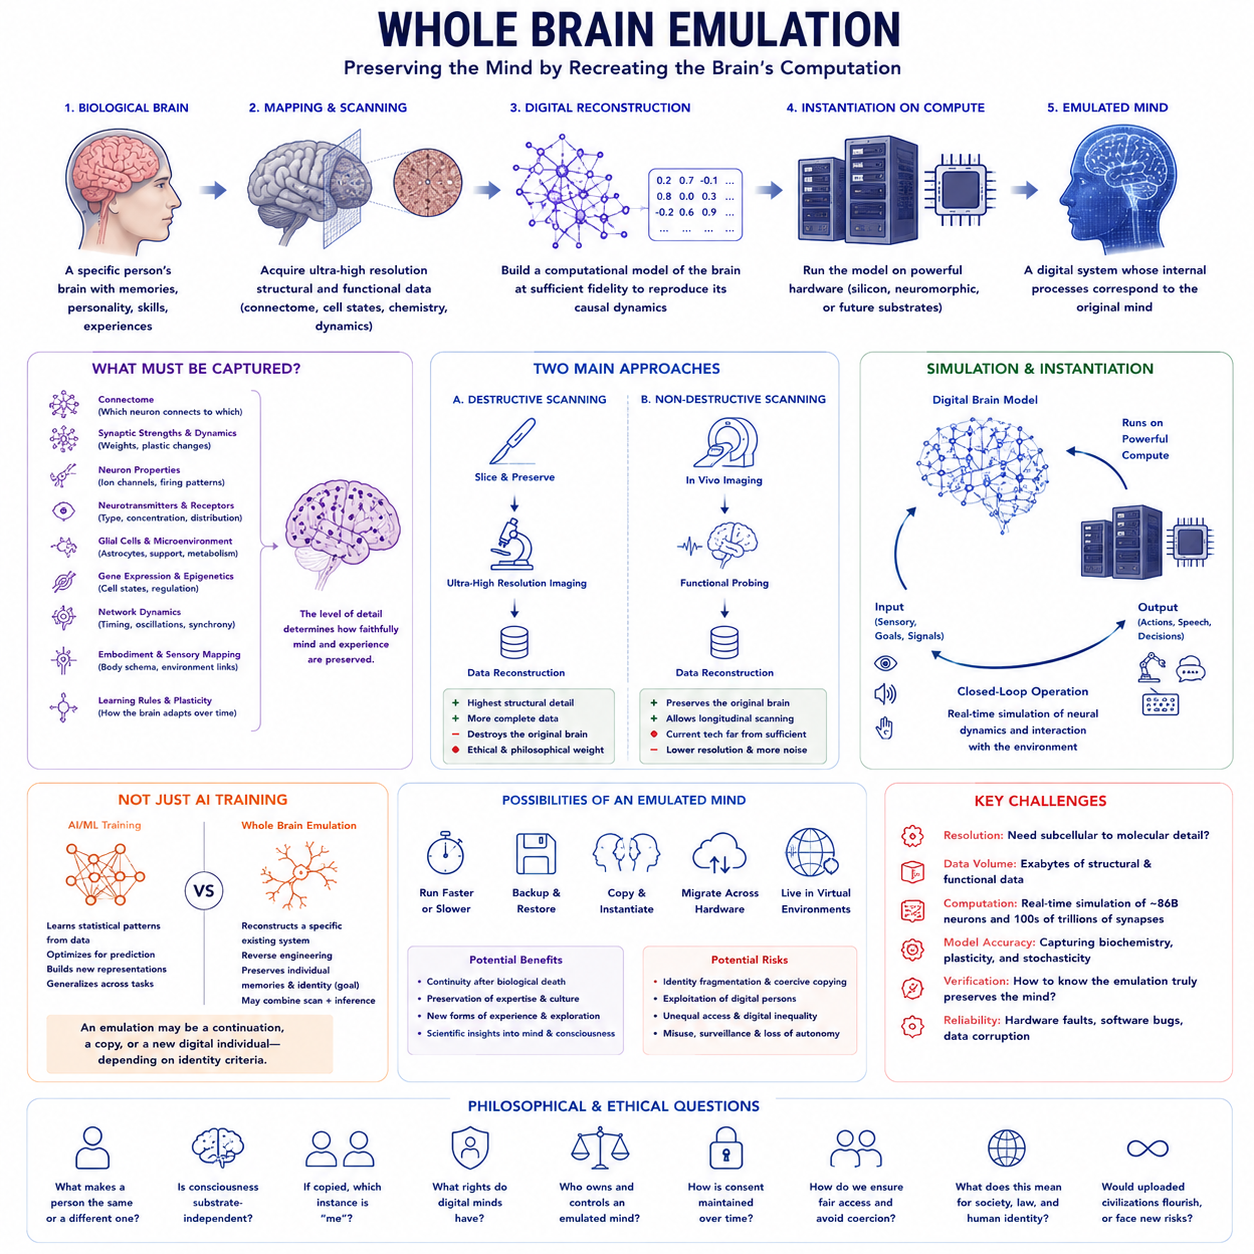 WHOLE BRAIN EMULATION
Preserving the Mind by Recreating the Brain's Computation
1. BIOLOGICAL BRAIN
A specific person's
brain with memories,
personality, skills,
experiences
2. MAPPING & SCANNING
Acquire ultra-high resolution
structural and functional data
(connectome, cell states, chemistry,
dynamics)
3. DIGITAL RECONSTRUCTION
0.2 0.7 -0.1 ...
0.8 0.0 0.3 ...
-0.2 0.6 0.9 ...
... ... ... ...
Build a computational model of the brain
at sufficient fidelity to reproduce its
causal dynamics
4. INSTANTIATION ON COMPUTE
Run the model on powerful
hardware (silicon, neuromorphic,
or future substrates)
5. EMULATED MIND
A digital system whose internal
processes correspond to the
original mind
WHAT MUST BE CAPTURED?
Connectome
(Which neuron connects to which)
Synaptic Strengths & Dynamics
(Weights, plastic changes)
Neuron Properties
(Ion channels, firing patterns)
Neurotransmitters & Receptors
(Type, concentration, distribution)
Glial Cells & Microenvironment
(Astrocytes, support, metabolism)
Gene Expression & Epigenetics
(Cell states, regulation)
Network Dynamics
(Timing, oscillations, synchrony)
Embodiment & Sensory Mapping
(Body schema, environment links)
Learning Rules & Plasticity
(How the brain adapts over time)
The level of detail
determines how faithfully
mind and experience
are preserved.
TWO MAIN APPROACHES
A. DESTRUCTIVE SCANNING
Slice & Preserve
Ultra-High Resolution Imaging
Data Reconstruction
+ Highest structural detail
+ More complete data
− Destroys the original brain
● Ethical & philosophical weight
B. NON-DESTRUCTIVE SCANNING
In Vivo Imaging
Functional Probing
Data Reconstruction
+ Preserves the original brain
+ Allows longitudinal scanning
● Current tech far from sufficient
− Lower resolution & more noise
SIMULATION & INSTANTIATION
Digital Brain Model
Runs on
Powerful
Compute
Input
(Sensory,
Goals, Signals)
Output
(Actions, Speech,
Decisions)
Closed-Loop Operation
Real-time simulation of neural
dynamics and interaction
with the environment
NOT JUST AI TRAINING
AI/ML Training
Learns statistical patterns
from data
Optimizes for prediction
Builds new representations
Generalizes across tasks
VS
Whole Brain Emulation
Reconstructs a specific
existing system
Reverse engineering
Preserves individual
memories & identity (goal)
May combine scan + inference
An emulation may be a continuation,
a copy, or a new digital individual—
depending on identity criteria.
POSSIBILITIES OF AN EMULATED MIND
Run Faster
or Slower
Backup &
Restore
Copy &
Instantiate
Migrate Across
Hardware
Live in Virtual
Environments
Potential Benefits
• Continuity after biological death
• Preservation of expertise & culture
• New forms of experience & exploration
• Scientific insights into mind & consciousness
Potential Risks
• Identity fragmentation & coercive copying
• Exploitation of digital persons
• Unequal access & digital inequality
• Misuse, surveillance & loss of autonomy
KEY CHALLENGES
Resolution: Need subcellular to molecular detail?
Data Volume: Exabytes of structural &
functional data
Computation: Real-time simulation of ~86B
neurons and 100s of trillions of synapses
Model Accuracy: Capturing biochemistry,
plasticity, and stochasticity
Verification: How to know the emulation truly
preserves the mind?
Reliability: Hardware faults, software bugs,
data corruption
PHILOSOPHICAL & ETHICAL QUESTIONS
What makes a
person the same
or a different one?
Is consciousness
substrate-
independent?
If copied, which
instance is
"me"?
What rights do
digital minds
have?
Who owns and
controls an
emulated mind?
How is consent
maintained
over time?
How do we ensure
fair access and
avoid coercion?
What does this mean
for society, law, and
human identity?
Would uploaded
civilizations flourish,
or face new risks?